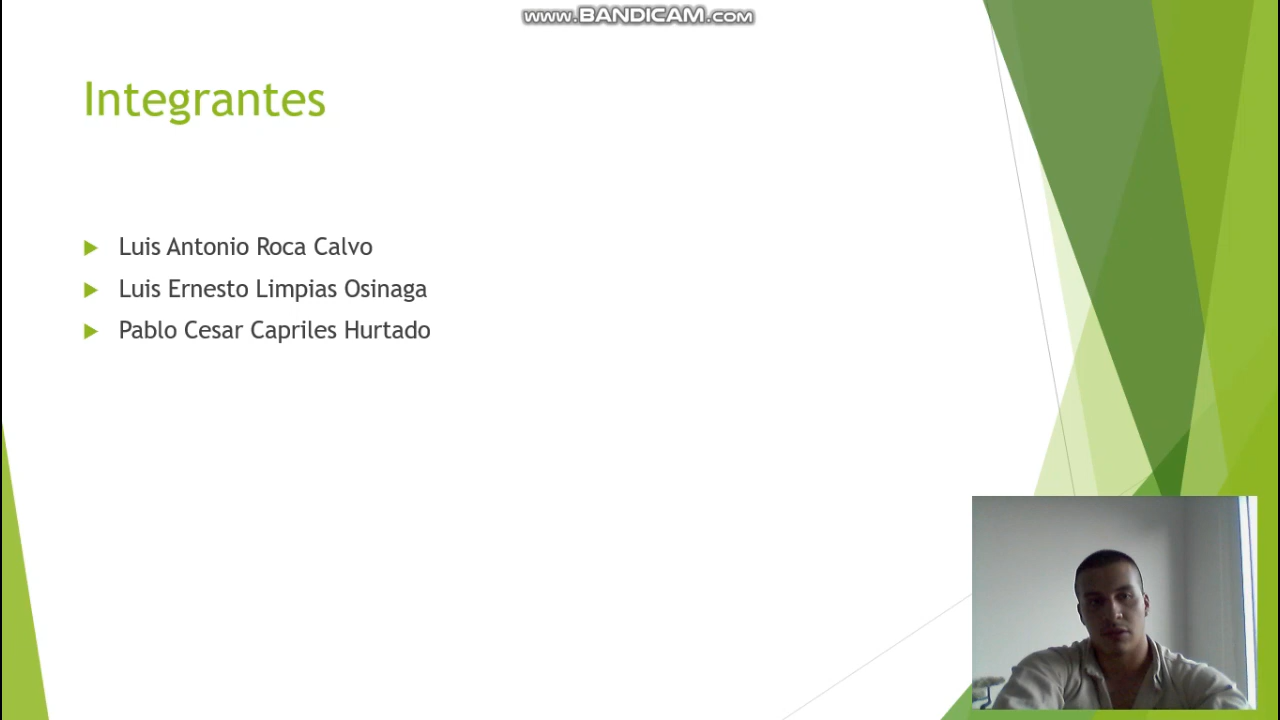 www.BANDICAM.com
Integrantes
Luis Antonio Roca Calvo
Luis Ernesto Limpias Osinaga
Pablo Cesar Capriles Hurtado